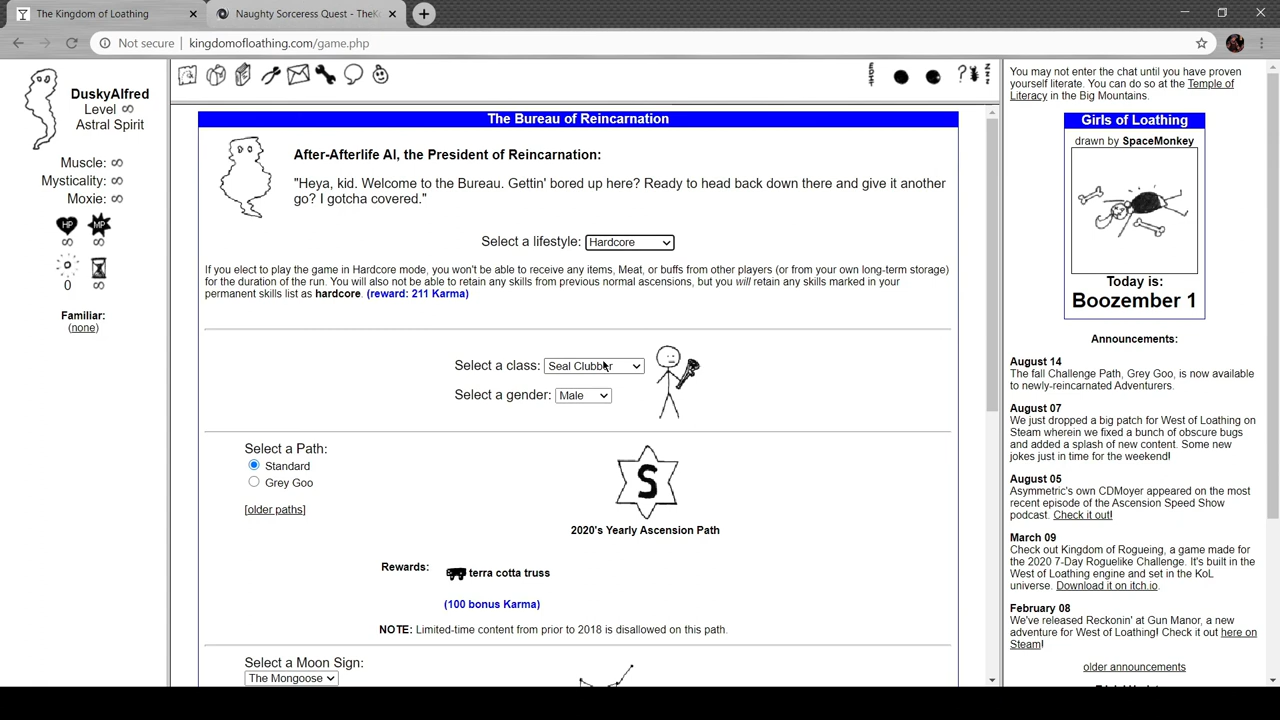 The Kingdom of Loathing
Naughty Sorceress Quest - TheKi
Not secure
kingdomofloathing.com/game.php
DuskyAlfred
Level ∞
Astral Spirit
Muscle: ∞
Mysticality: ∞
Moxie: ∞
HP
MP
∞
∞
0
∞
Familiar:
(none)
The Bureau of Reincarnation
After-Afterlife Al, the President of Reincarnation:
"Heya, kid. Welcome to the Bureau. Gettin' bored up here? Ready to head back down there and give it another
go? I gotcha covered."
Select a lifestyle: Hardcore
If you elect to play the game in Hardcore mode, you won't be able to receive any items, Meat, or buffs from other players (or from your own long-term storage)
for the duration of the run. You will also not be able to retain any skills from previous normal ascensions, but you will retain any skills marked in your
permanent skills list as hardcore. (reward: 211 Karma)
Select a class: Seal Clubber
Select a gender: Male
Select a Path:
Standard
Grey Goo
[older paths]
S
2020's Yearly Ascension Path
Rewards: terra cotta truss
(100 bonus Karma)
NOTE: Limited-time content from prior to 2018 is disallowed on this path.
Select a Moon Sign:
The Mongoose
You may not enter the chat until you have proven
yourself literate. You can do so at the Temple of
Literacy in the Big Mountains.
Girls of Loathing
drawn by SpaceMonkey
Today is:
Boozember 1
Announcements:
August 14
The fall Challenge Path, Grey Goo, is now available
to newly-reincarnated Adventurers.
August 07
We just dropped a big patch for West of Loathing on
Steam wherein we fixed a bunch of obscure bugs
and added a splash of new content. Some new
jokes just in time for the weekend!
August 05
Asymmetric's own CDMoyer appeared on the most
recent episode of the Ascension Speed Show
podcast. Check it out!
March 09
Check out Kingdom of Rogueing, a game made for
the 2020 7-Day Roguelike Challenge. It's built in the
West of Loathing engine and set in the KoL
universe. Download it on itch.io.
February 08
We've released Reckonin' at Gun Manor, a new
adventure for West of Loathing! Check it out here on
Steam!
older announcements